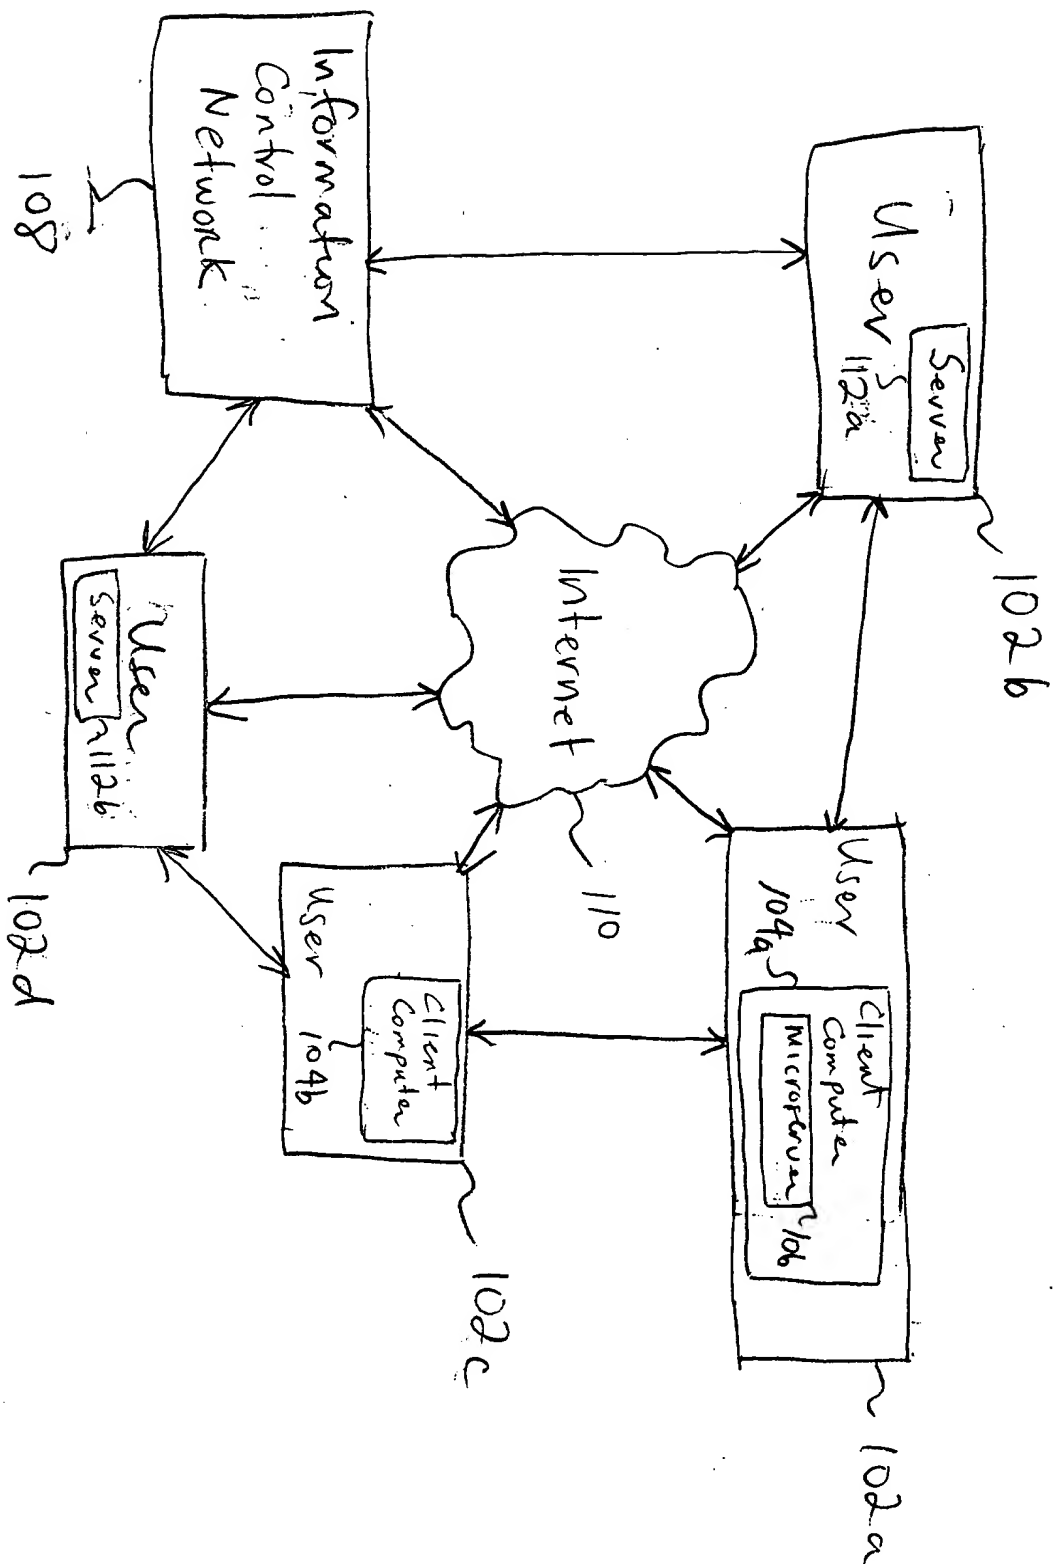 User
Server
112a
102b
User
104a
Client
Computer
Microserver
106
102a
Internet
110
Information
Control
Network
108
User
Server
112b
102d
User
Client
Computer
104b
102c